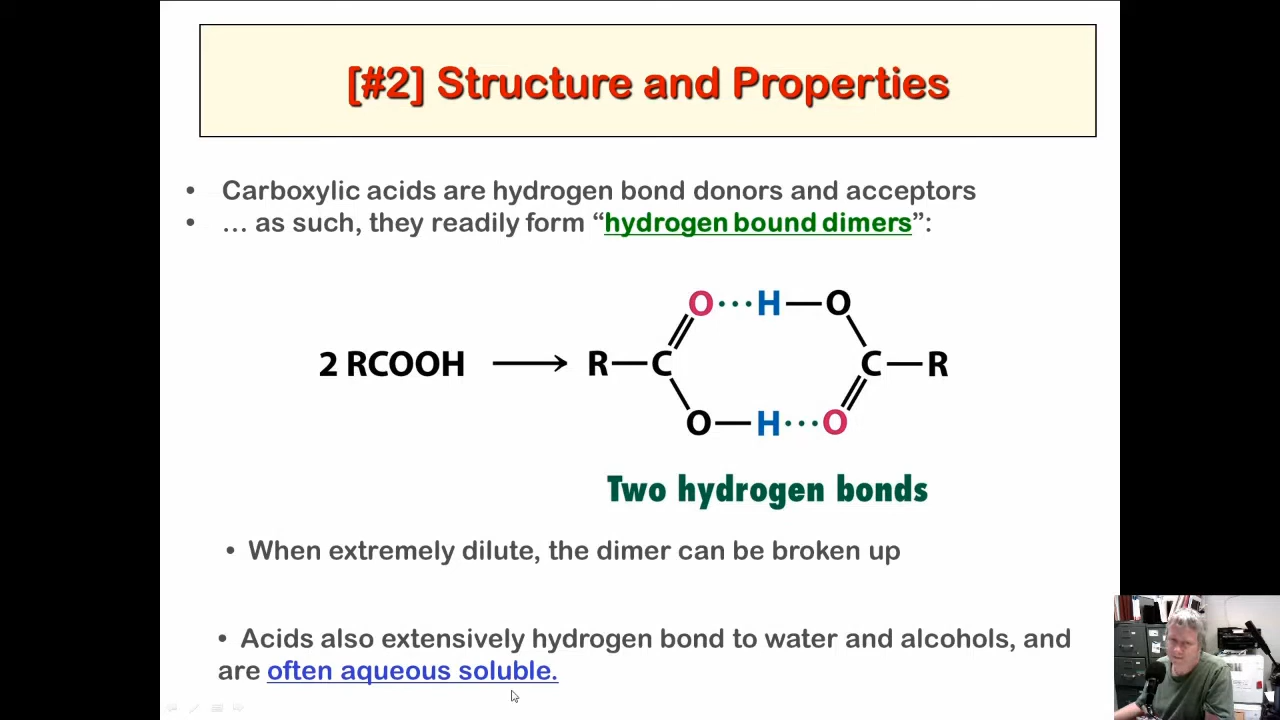 [#2] Structure and Properties
• Carboxylic acids are hydrogen bond donors and acceptors
• … as such, they readily form “hydrogen bound dimers”:
O···H—O
2 RCOOH ⟶ R—C C—R
O—H···O
Two hydrogen bonds
• When extremely dilute, the dimer can be broken up
• Acids also extensively hydrogen bond to water and alcohols, and
are often aqueous soluble.